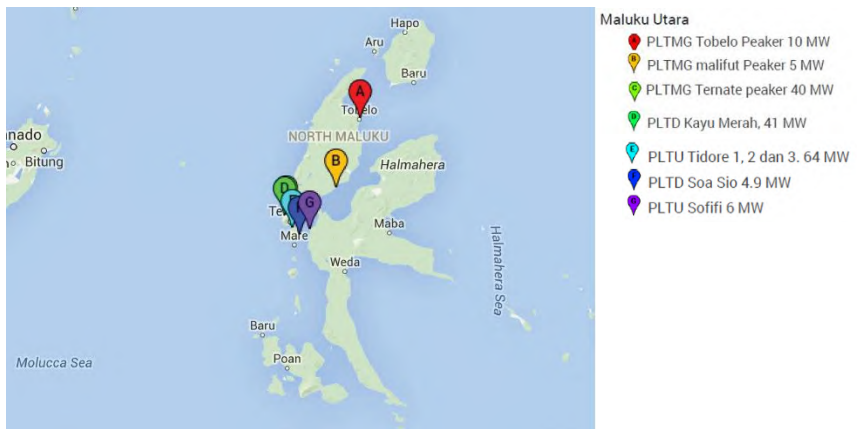 Maluku Utara
A PLTMG Tobelo Peaker 10 MW
B PLTMG malifut Peaker 5 MW
C PLTMG Ternate peaker 40 MW
D PLTD Kayu Merah, 41 MW
E PLTU Tidore 1, 2 dan 3. 64 MW
F PLTD Soa Sio 4.9 MW
G PLTU Sofifi 6 MW
Hapo
Aru
Baru
A
Tobelo
NORTH MALUKU
nado
Bitung
B
Halmahera
D
G
Te
Mare
Maba
Weda
Halmahera Sea
Baru
Poan
Molucca Sea